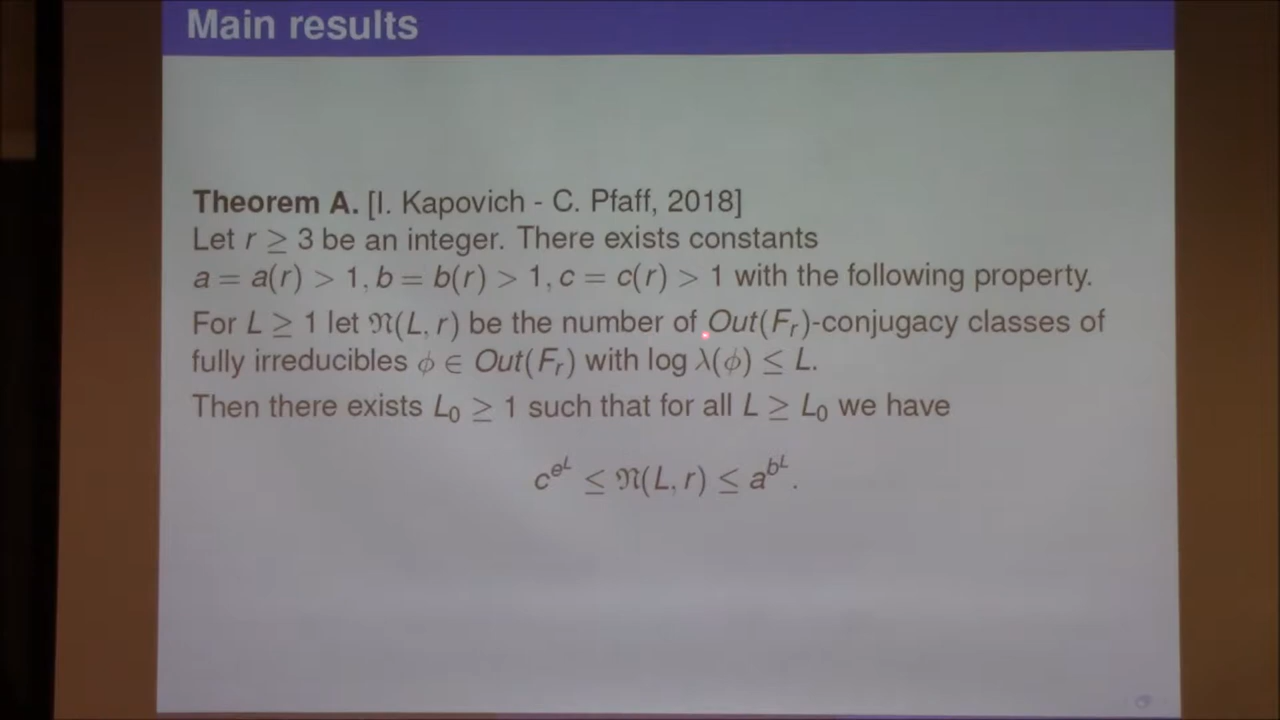 Main results
Theorem A. [I. Kapovich - C. Pfaff, 2018]
Let r ≥ 3 be an integer. There exists constants
a = a(r) > 1, b = b(r) > 1, c = c(r) > 1 with the following property.
For L ≥ 1 let 𝔑(L, r) be the number of Out(F_r)-conjugacy classes of
fully irreducibles ϕ ∈ Out(F_r) with log λ(ϕ) ≤ L.
Then there exists L_0 ≥ 1 such that for all L ≥ L_0 we have
c^{e^L} ≤ 𝔑(L, r) ≤ a^{b^L}.